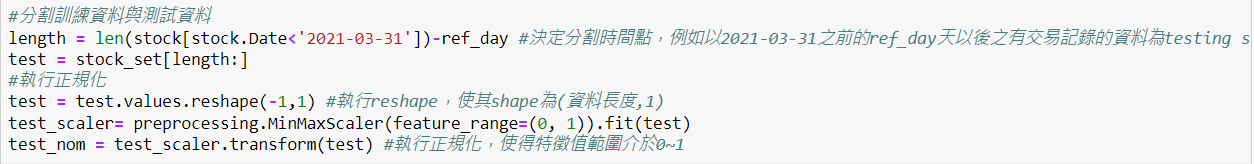 #分割訓練資料與測試資料
length = len(stock[stock.Date<'2021-03-31'])-ref_day #決定分割時間點，例如以2021-03-31之前的ref_day天以後之有交易記錄的資料為testing s
test = stock_set[length:]
#執行正規化
test = test.values.reshape(-1,1) #執行reshape，使其shape為(資料長度,1)
test_scaler= preprocessing.MinMaxScaler(feature_range=(0, 1)).fit(test)
test_nom = test_scaler.transform(test) #執行正規化，使得特徵值範圍介於0~1